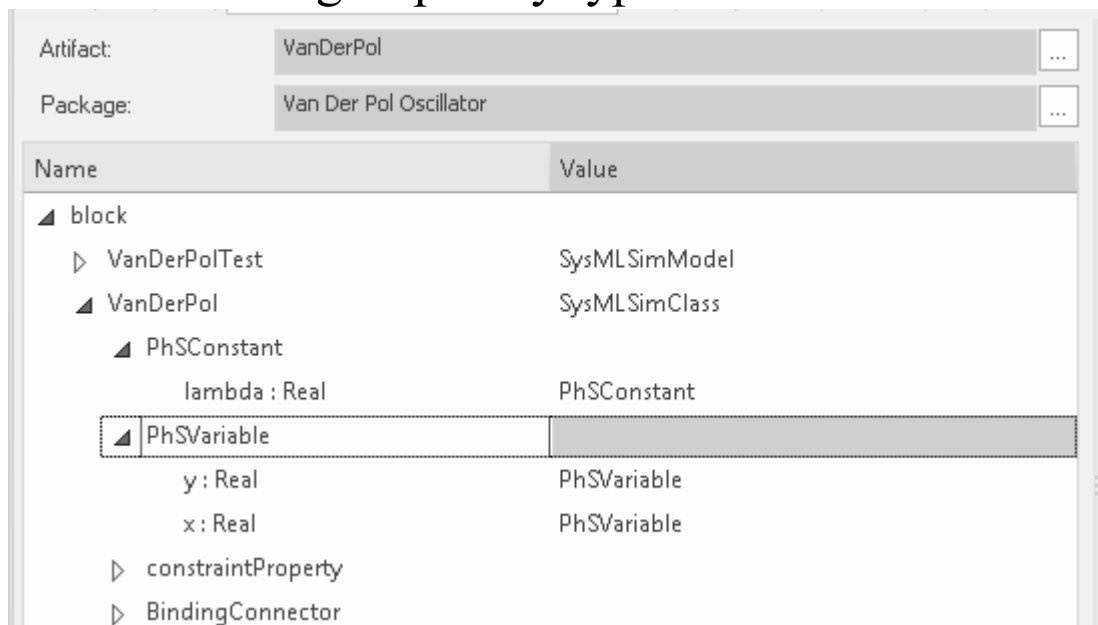 Artifact: VanDerPol ...
Package: Van Der Pol Oscillator ...
Name Value
block
VanDerPolTest SysMLSimModel
VanDerPol SysMLSimClass
PhSConstant
lambda : Real PhSConstant
PhSVariable
y : Real PhSVariable
x : Real PhSVariable
constraintProperty
BindingConnector